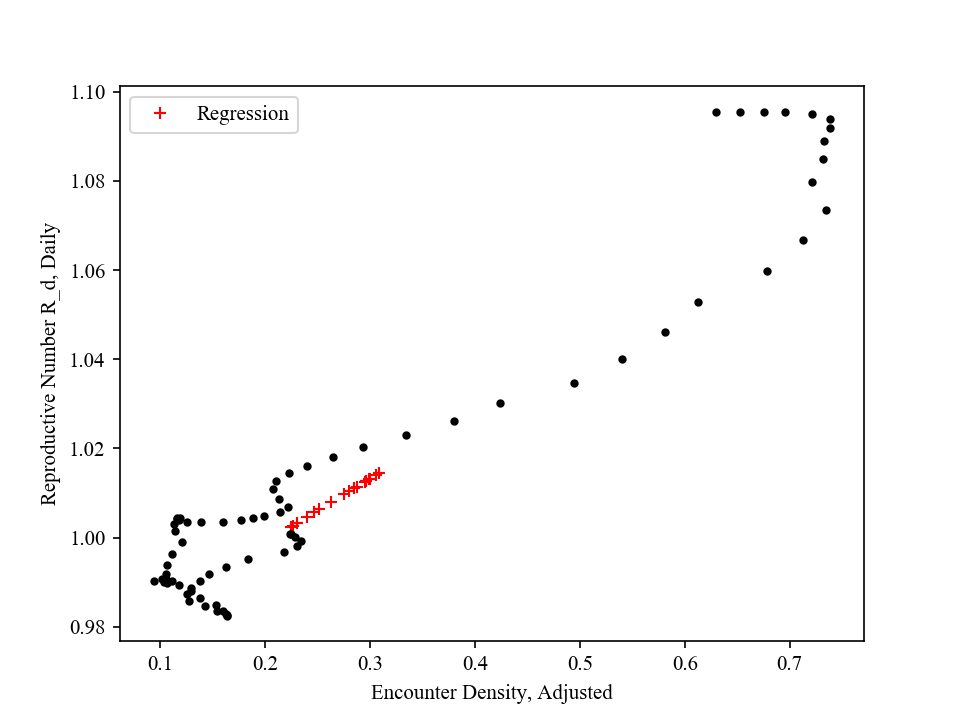 Regression
1.10
1.08
1.06
1.04
1.02
1.00
0.98
Reproductive Number R_d, Daily
0.1 0.2 0.3 0.4 0.5 0.6 0.7
Encounter Density, Adjusted